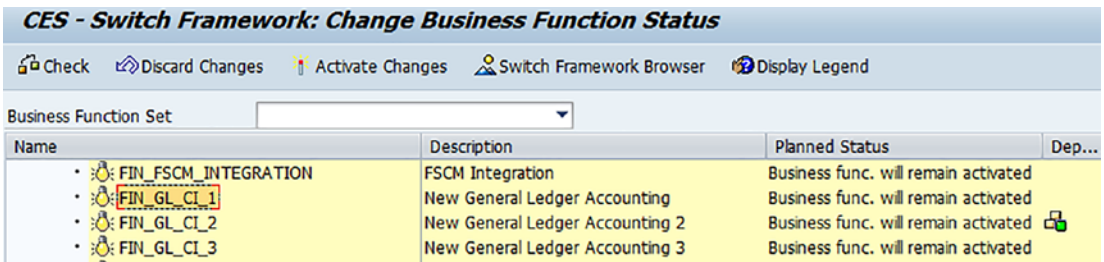 CES - Switch Framework: Change Business Function Status
Check Discard Changes Activate Changes Switch Framework Browser Display Legend
Business Function Set
Name Description Planned Status Dep...
FIN_FSCM_INTEGRATION FSCM Integration Business func. will remain activated
FIN_GL_CI_1 New General Ledger Accounting Business func. will remain activated
FIN_GL_CI_2 New General Ledger Accounting 2 Business func. will remain activated
FIN_GL_CI_3 New General Ledger Accounting 3 Business func. will remain activated